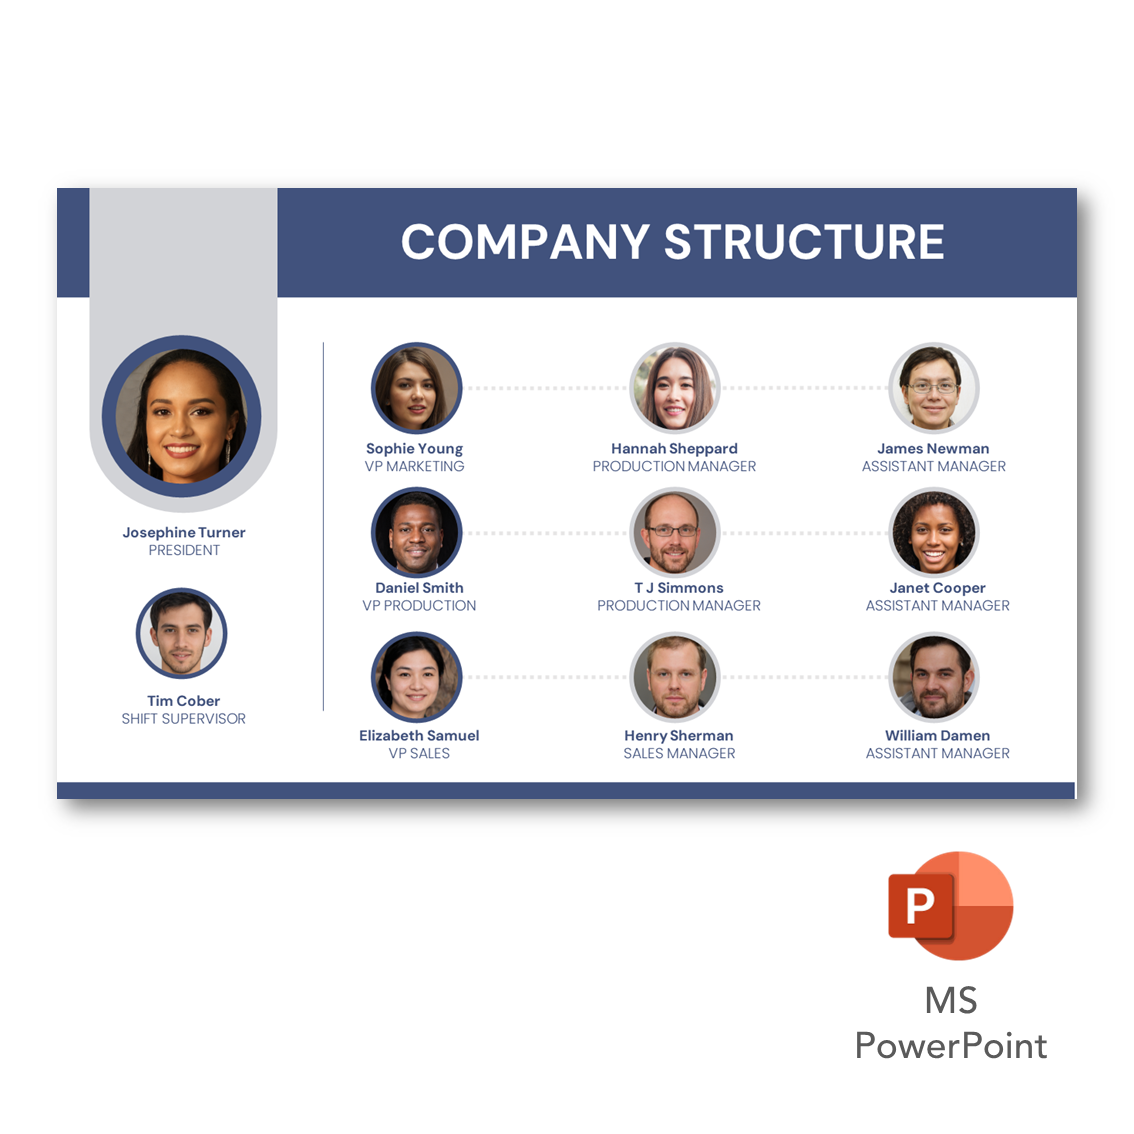 COMPANY STRUCTURE
Josephine Turner
PRESIDENT
Tim Cober
SHIFT SUPERVISOR
Sophie Young
VP MARKETING
Hannah Sheppard
PRODUCTION MANAGER
James Newman
ASSISTANT MANAGER
Daniel Smith
VP PRODUCTION
T J Simmons
PRODUCTION MANAGER
Janet Cooper
ASSISTANT MANAGER
Elizabeth Samuel
VP SALES
Henry Sherman
SALES MANAGER
William Damen
ASSISTANT MANAGER
P
MS
PowerPoint